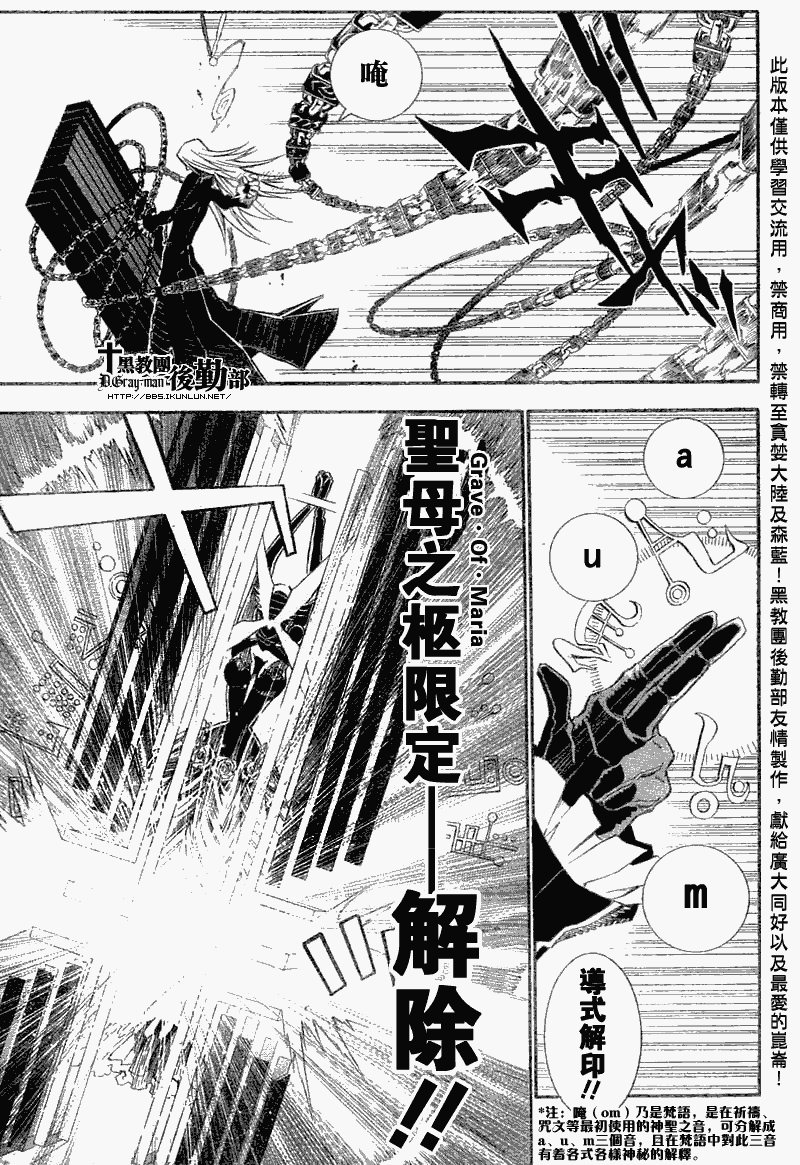 唵
✝黑教團
D.Gray-man 後勤部
HTTP://BBS.IKUNLUN.NET/
a
u
m
導式解印!!
Grave・Of・Maria
聖母之柩限定——解除!!
*注：唵（om）乃是梵語，是在祈禱、
咒文等最初使用的神聖之音，可分解成
a、u、m三個音，且在梵語中對此三音
有着各式各樣神祕的解釋。
此版本僅供學習交流用，禁商用，禁轉至貪婪大陸及森藍！黑教團後勤部友情製作，獻給廣大同好以及最愛的崑崙！